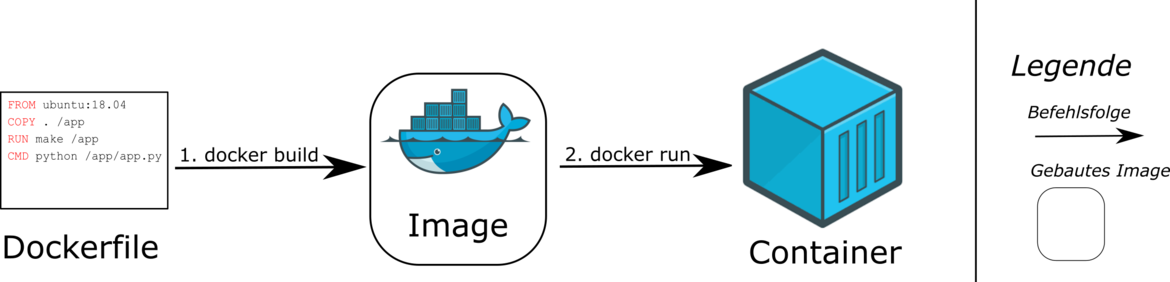 FROM ubuntu:18.04
COPY . /app
RUN make /app
CMD python /app/app.py
Dockerfile
1. docker build
Image
2. docker run
Container
Legende
Befehlsfolge
Gebautes Image